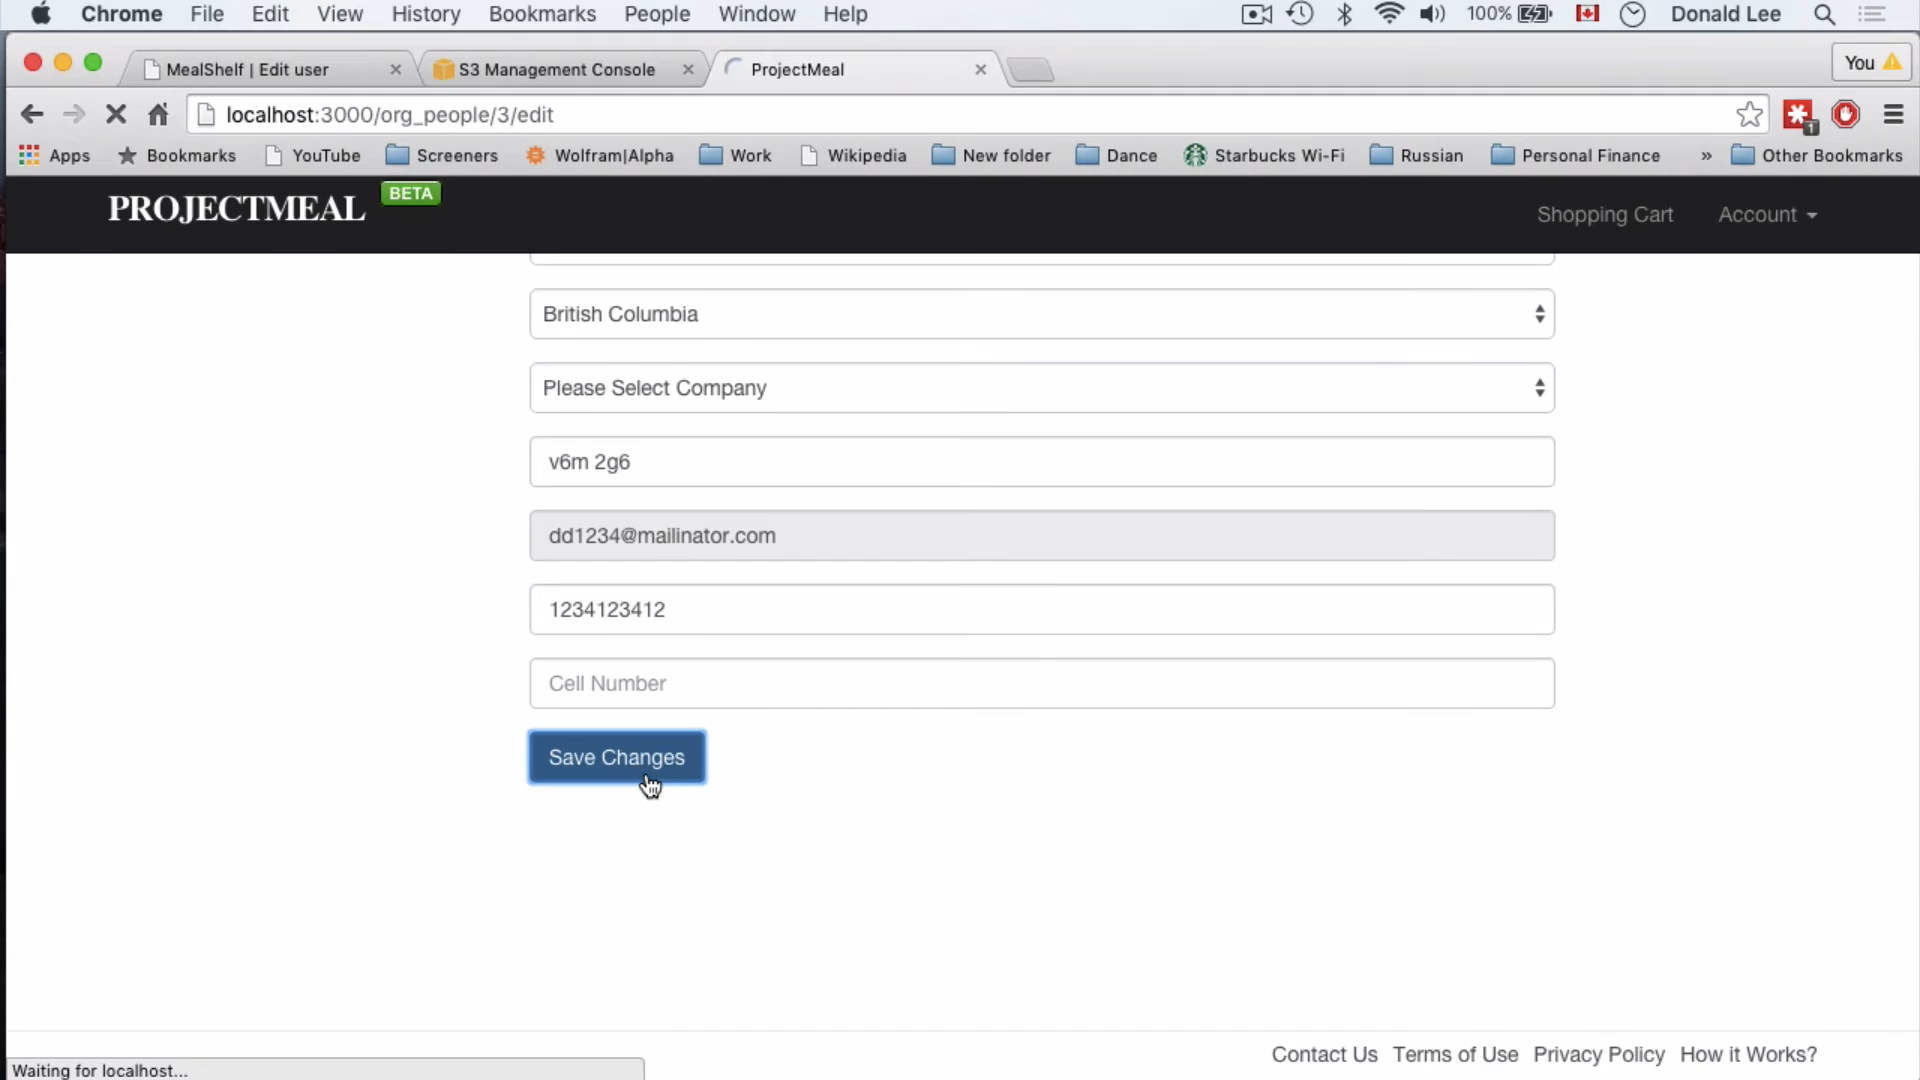 Chrome File Edit View History Bookmarks People Window Help 100% Donald Lee
MealShelf | Edit user S3 Management Console ProjectMeal You
localhost:3000/org_people/3/edit 1
Apps Bookmarks YouTube Screeners Wolfram|Alpha Work Wikipedia New folder Dance Starbucks Wi-Fi Russian Personal Finance » Other Bookmarks
PROJECTMEAL BETA Shopping Cart Account
British Columbia
Please Select Company
v6m 2g6
dd1234@mailinator.com
1234123412
Cell Number
Save Changes
Contact Us Terms of Use Privacy Policy How it Works?
Waiting for localhost...